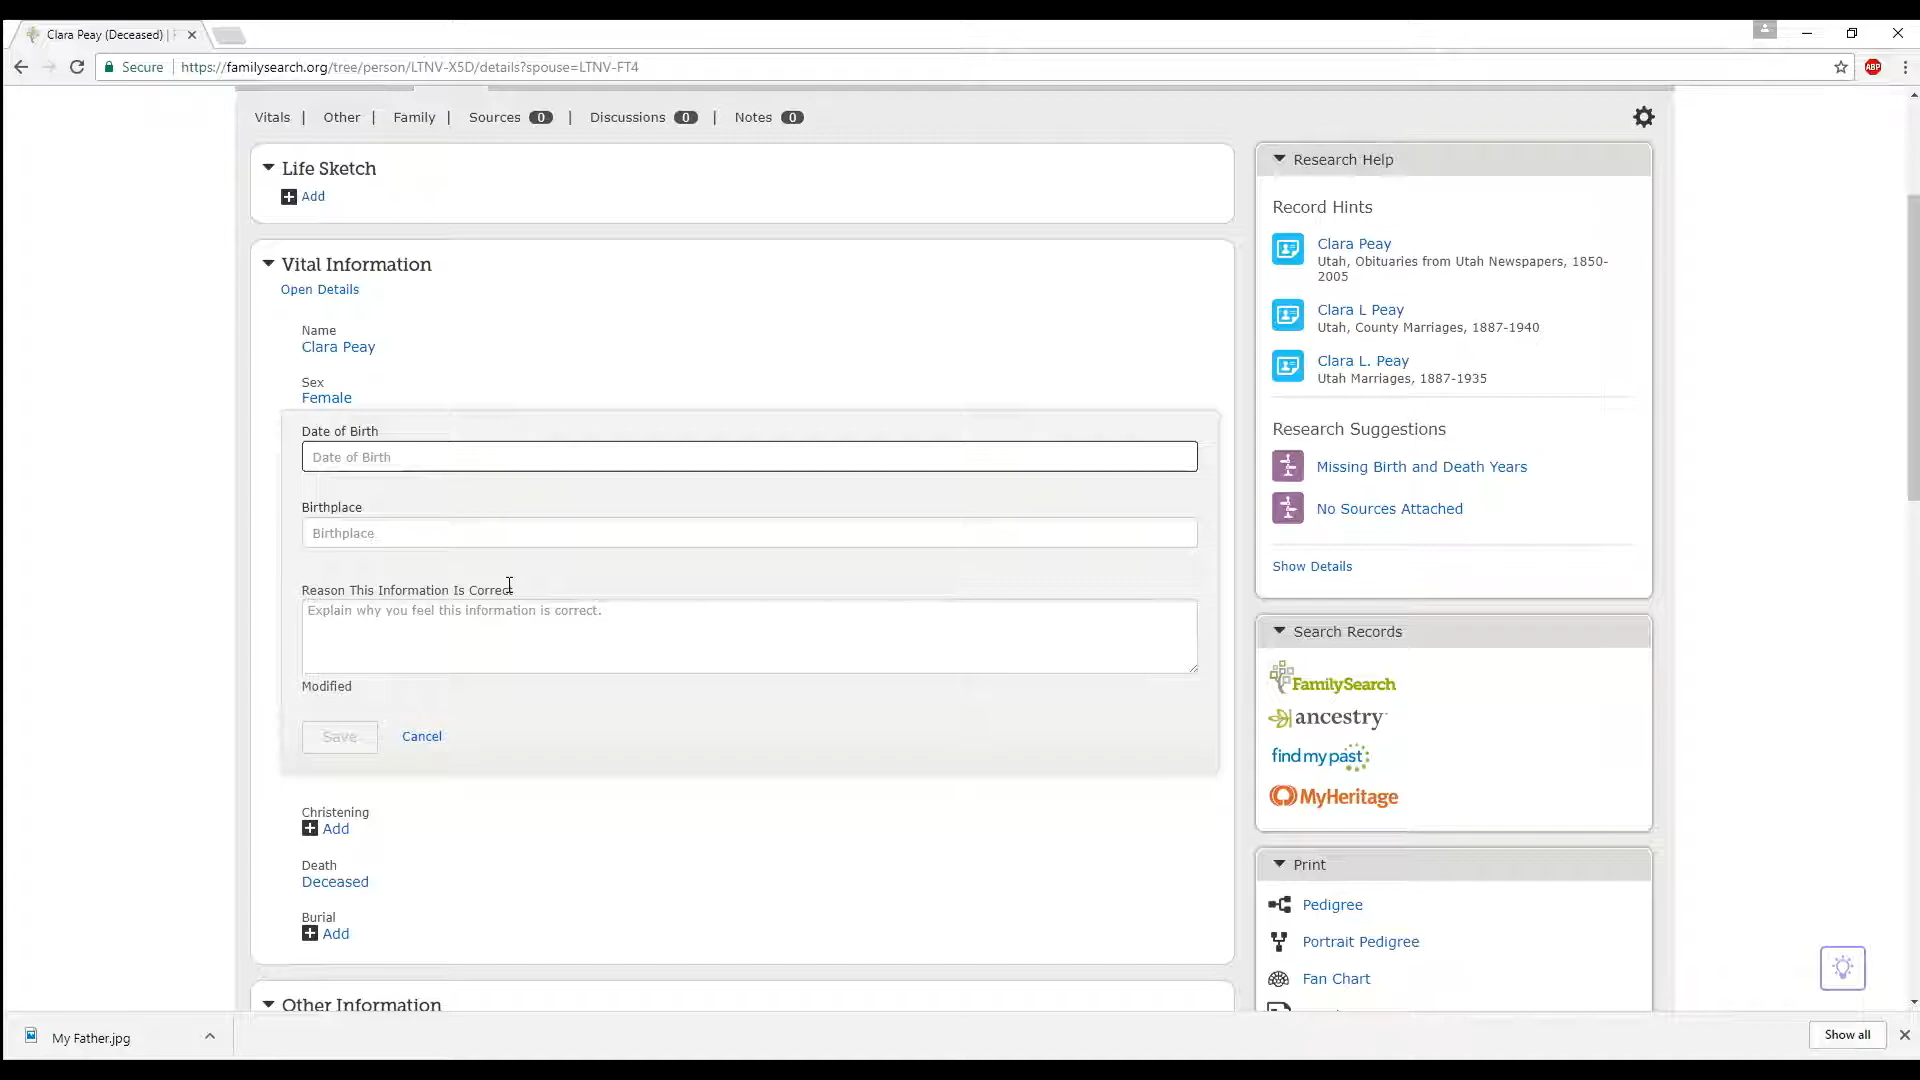 Clara Peay (Deceased) |
Secure | https://familysearch.org/tree/person/LTNV-X5D/details?spouse=LTNV-FT4
ABP
Vitals | Other | Family | Sources 0 | Discussions 0 | Notes 0
Life Sketch
Add
Vital Information
Open Details
Name
Clara Peay
Sex
Female
Date of Birth
Date of Birth
Birthplace
Birthplace
Reason This Information Is Correct
Explain why you feel this information is correct.
Modified
Save Cancel
Christening
Add
Death
Deceased
Burial
Add
Other Information
Research Help
Record Hints
Clara Peay
Utah, Obituaries from Utah Newspapers, 1850-
2005
Clara L Peay
Utah, County Marriages, 1887-1940
Clara L. Peay
Utah Marriages, 1887-1935
Research Suggestions
Missing Birth and Death Years
No Sources Attached
Show Details
Search Records
FamilySearch
ancestry
findmypast
MyHeritage
Print
Pedigree
Portrait Pedigree
Fan Chart
My Father.jpg
Show all